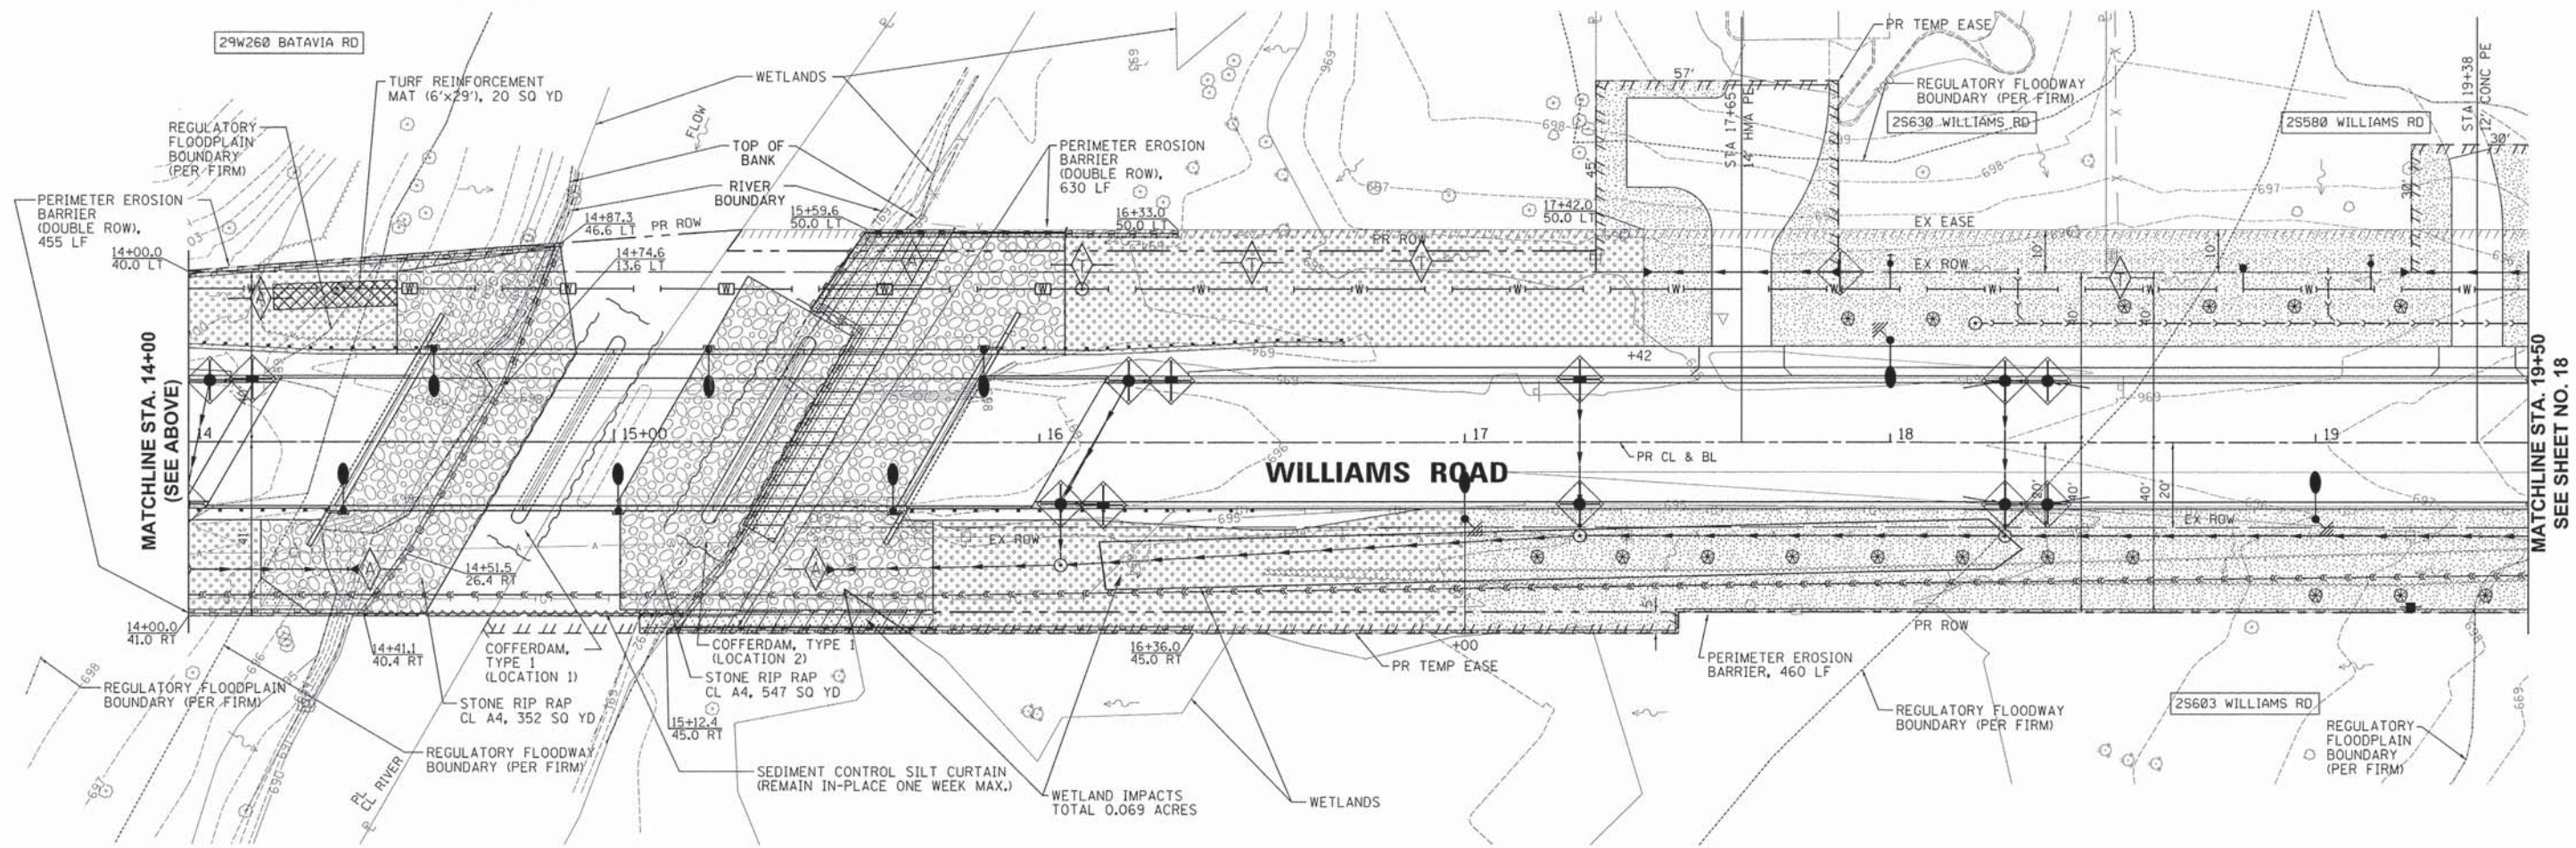 29W260 BATAVIA RD
TURF REINFORCEMENT
MAT (6'x29'), 20 SQ YD
REGULATORY
FLOODPLAIN
BOUNDARY
(PER FIRM)
PERIMETER EROSION
BARRIER
(DOUBLE ROW),
455 LF
14+00.0
40.0 LT
WETLANDS
FLOW
TOP OF
BANK
RIVER
BOUNDARY
14+87.3
46.6 LT
PR ROW
14+74.6
13.6 LT
15+59.6
50.0 LT
PERIMETER EROSION
BARRIER
(DOUBLE ROW),
630 LF
16+33.0
50.0 LT
693
696
698
697
17+42.0
50.0 LT
PR ROW
57'
45'
STA 17+65
14' HMA PE
PR TEMP EASE
REGULATORY FLOODWAY
BOUNDARY (PER FIRM)
2S630 WILLIAMS RD
2S580 WILLIAMS RD
STA 19+38
12' CONC PE
30'
30'
698
697
EX EASE
EX ROW
10'
10'
MATCHLINE STA. 14+00
(SEE ABOVE)
14
15+00
16
17
18
19
+42
WILLIAMS ROAD
PR CL & BL
40'
40'
20'
40'
40'
20'
MATCHLINE STA. 19+50
SEE SHEET NO. 18
41'
EX ROW
EX ROW
14+51.5
26.4 RT
14+00.0
41.0 RT
14+41.1
40.4 RT
COFFERDAM,
TYPE 1
(LOCATION 1)
COFFERDAM, TYPE 1
(LOCATION 2)
STONE RIP RAP
CL A4, 547 SQ YD
STONE RIP RAP
CL A4, 352 SQ YD
15+12.4
45.0 RT
16+36.0
45.0 RT
+00
5'
PR TEMP EASE
PR ROW
PERIMETER EROSION
BARRIER, 460 LF
REGULATORY FLOODPLAIN
BOUNDARY (PER FIRM)
REGULATORY FLOODWAY
BOUNDARY (PER FIRM)
PL
CL RIVER
SEDIMENT CONTROL SILT CURTAIN
(REMAIN IN-PLACE ONE WEEK MAX.)
WETLAND IMPACTS
TOTAL 0.069 ACRES
WETLANDS
REGULATORY FLOODWAY
BOUNDARY (PER FIRM)
2S603 WILLIAMS RD
REGULATORY
FLOODPLAIN
BOUNDARY
(PER FIRM)
698
697
696